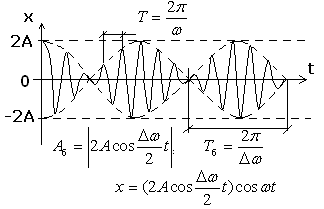 T = 2π/ω
x
2A
0
-2A
t
A_б = |2A cos Δω/2 t|;
T_б = 2π/Δω
x = (2A cos Δω/2 t) cos ωt